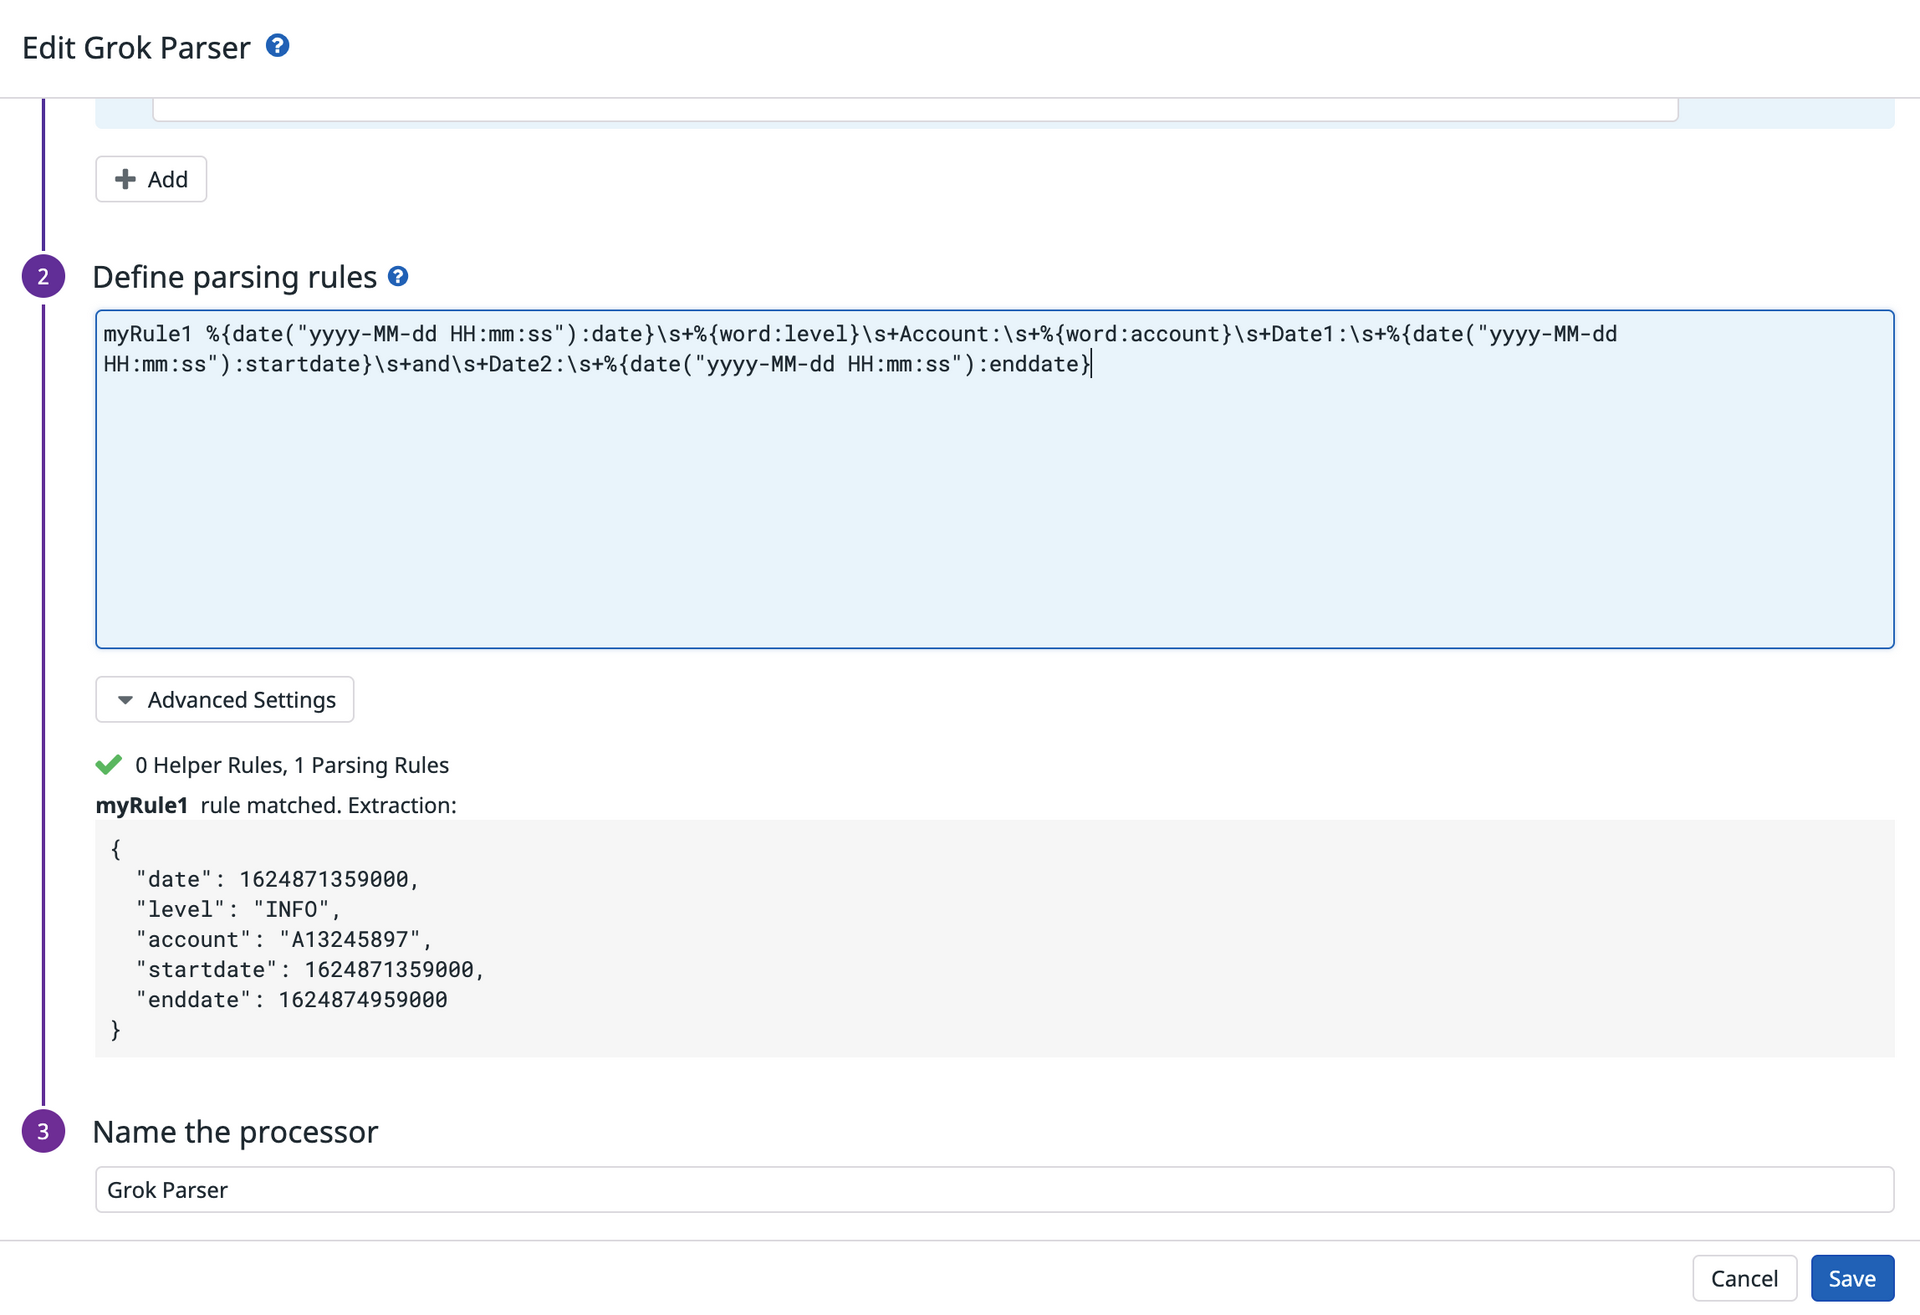 Edit Grok Parser ?
Add
2 Define parsing rules ?
myRule1 %{date("yyyy-MM-dd HH:mm:ss"):date}\s+%{word:level}\s+Account:\s+%{word:account}\s+Date1:\s+%{date("yyyy-MM-dd
HH:mm:ss"):startdate}\s+and\s+Date2:\s+%{date("yyyy-MM-dd HH:mm:ss"):enddate}
Advanced Settings
0 Helper Rules, 1 Parsing Rules
myRule1 rule matched. Extraction:
{
"date": 1624871359000,
"level": "INFO",
"account": "A13245897",
"startdate": 1624871359000,
"enddate": 1624874959000
}
3 Name the processor
Grok Parser
Cancel Save